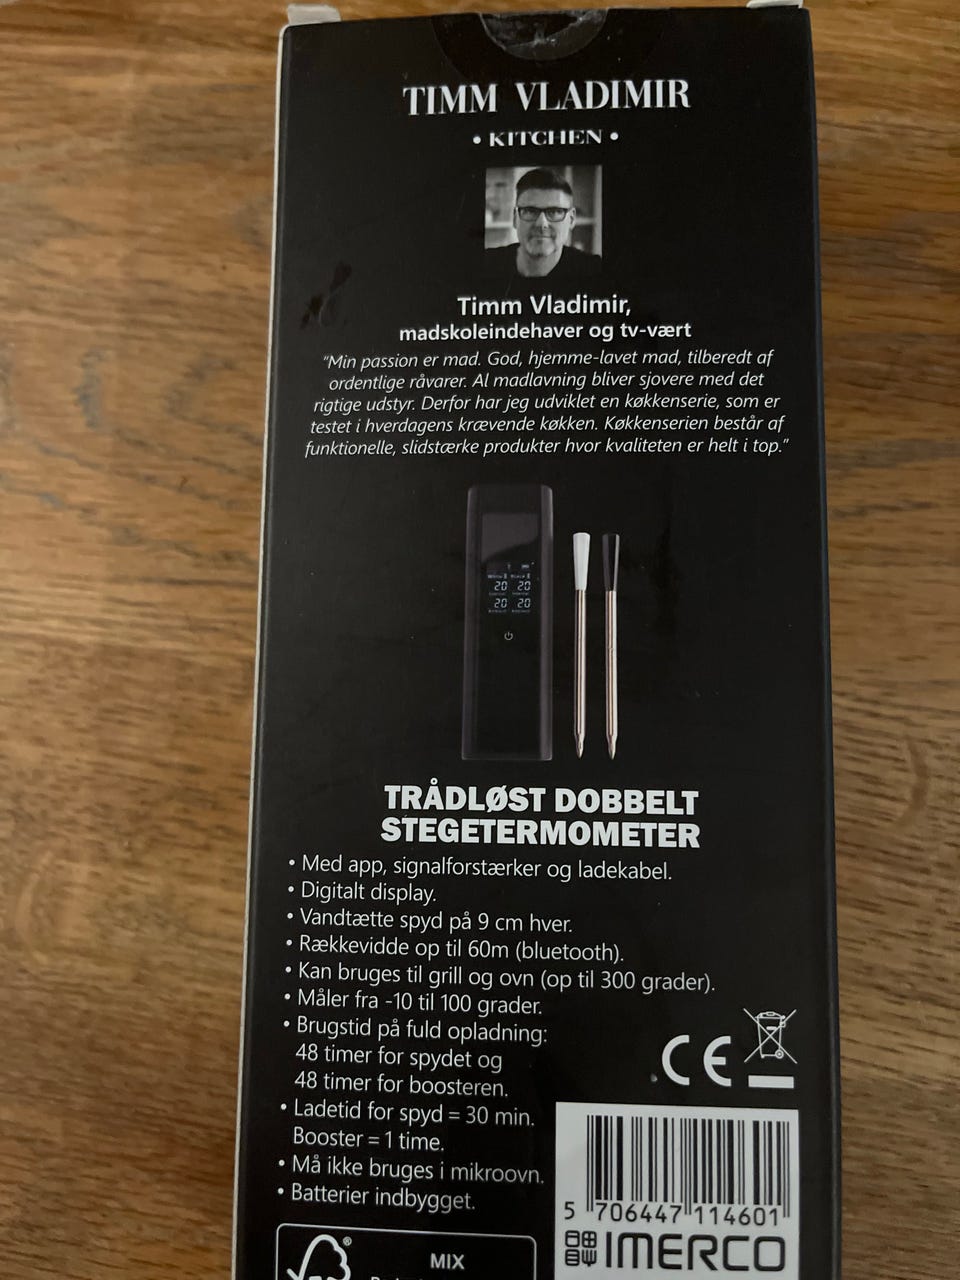 TIMM VLADIMIR
• KITCHEN •
Timm Vladimir,
madskoleindehaver og tv-vært
"Min passion er mad. God, hjemme-lavet mad, tilberedt af
ordentlige råvarer. Al madlavning bliver sjovere med det
rigtige udstyr. Derfor har jeg udviklet en køkkenserie, som er
testet i hverdagens krævende køkken. Køkkenserien består af
funktionelle, slidstærke produkter hvor kvaliteten er helt i top."
20 20
20 20
TRÅDLØST DOBBELT
STEGETERMOMETER
• Med app, signalforstærker og ladekabel.
• Digitalt display.
• Vandtætte spyd på 9 cm hver.
• Rækkevidde op til 60m (bluetooth).
• Kan bruges til grill og ovn (op til 300 grader).
• Måler fra -10 til 100 grader.
• Brugstid på fuld opladning:
48 timer for spydet og
48 timer for boosteren.
• Ladetid for spyd = 30 min.
Booster = 1 time.
• Må ikke bruges i mikroovn.
• Batterier indbygget.
CE
5 706447 114601
IMERCO
MIX